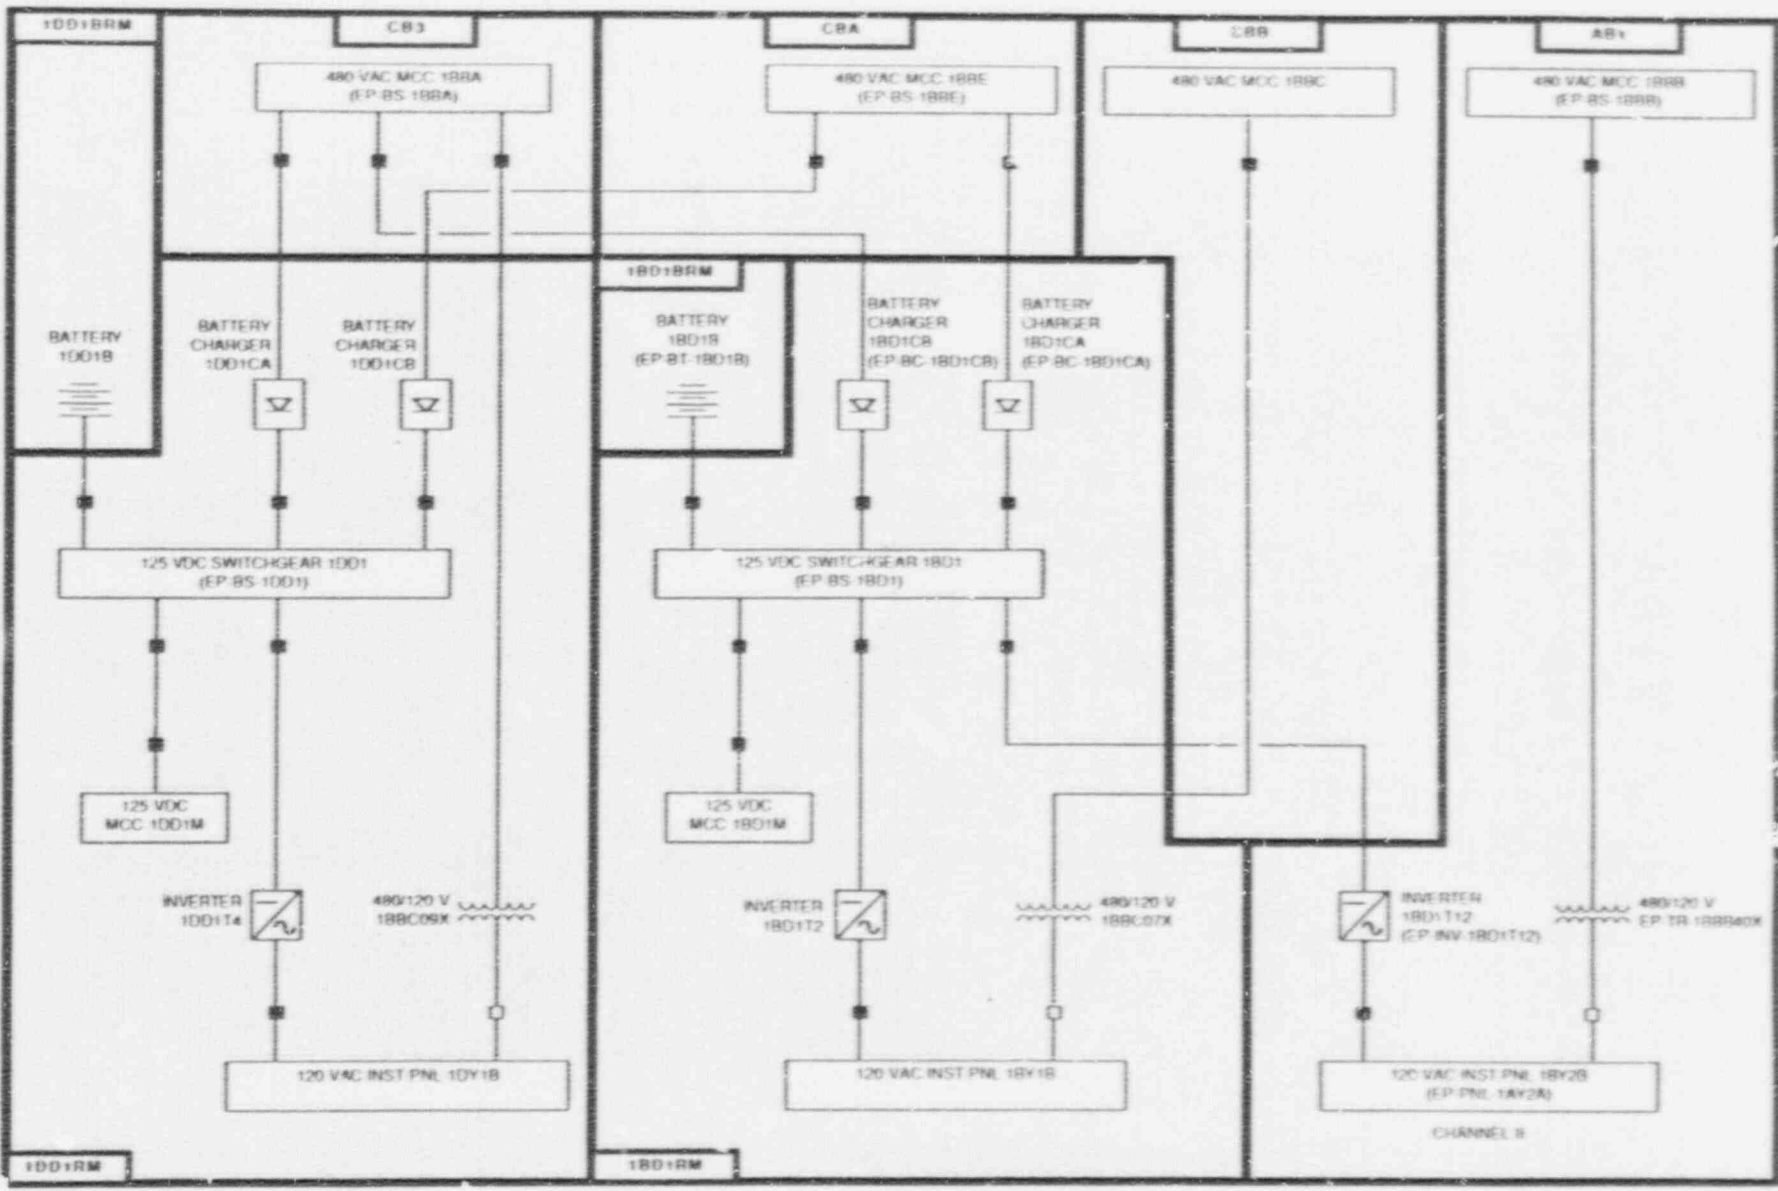 1DD1BRM
CB3
CBA
CBB
480 VAC MCC 1BBA
(EP-BS-1BBA)
480 VAC MCC 1BBE
(EP-BS-1BBE)
480 VAC MCC 1BBC
480 VAC MCC 1BBB
(EP-BS-1BBB)
1BD1BRM
BATTERY
1DD1B
BATTERY
CHARGER
1DD1CA
BATTERY
CHARGER
1DD1CB
BATTERY
1BD1B
(EP-BT-1BD1B)
BATTERY
CHARGER
1BD1CB
(EP-BC-1BD1CB)
BATTERY
CHARGER
1BD1CA
(EP-BC-1BD1CA)
125 VDC SWITCHGEAR 1DD1
(EP-BS-1DD1)
125 VDC SWITCHGEAR 1BD1
(EP-BS-1BD1)
125 VDC
MCC 1DD1M
125 VDC
MCC 1BD1M
INVERTER
1DD1T4
480/120 V
1BBC09X
INVERTER
1BD1T2
480/120 V
1BBC07X
INVERTER
1BD1T12
(EP-INV-1BD1T12)
480/120 V
EP-TR-1BBB40X
120 VAC INST PNL 1DY1B
120 VAC INST PNL 1BY1B
120 VAC INST PNL 1BY2B
(EP-PNL-1AY2A)
CHANNEL II
1DD1RM
1BD1RM